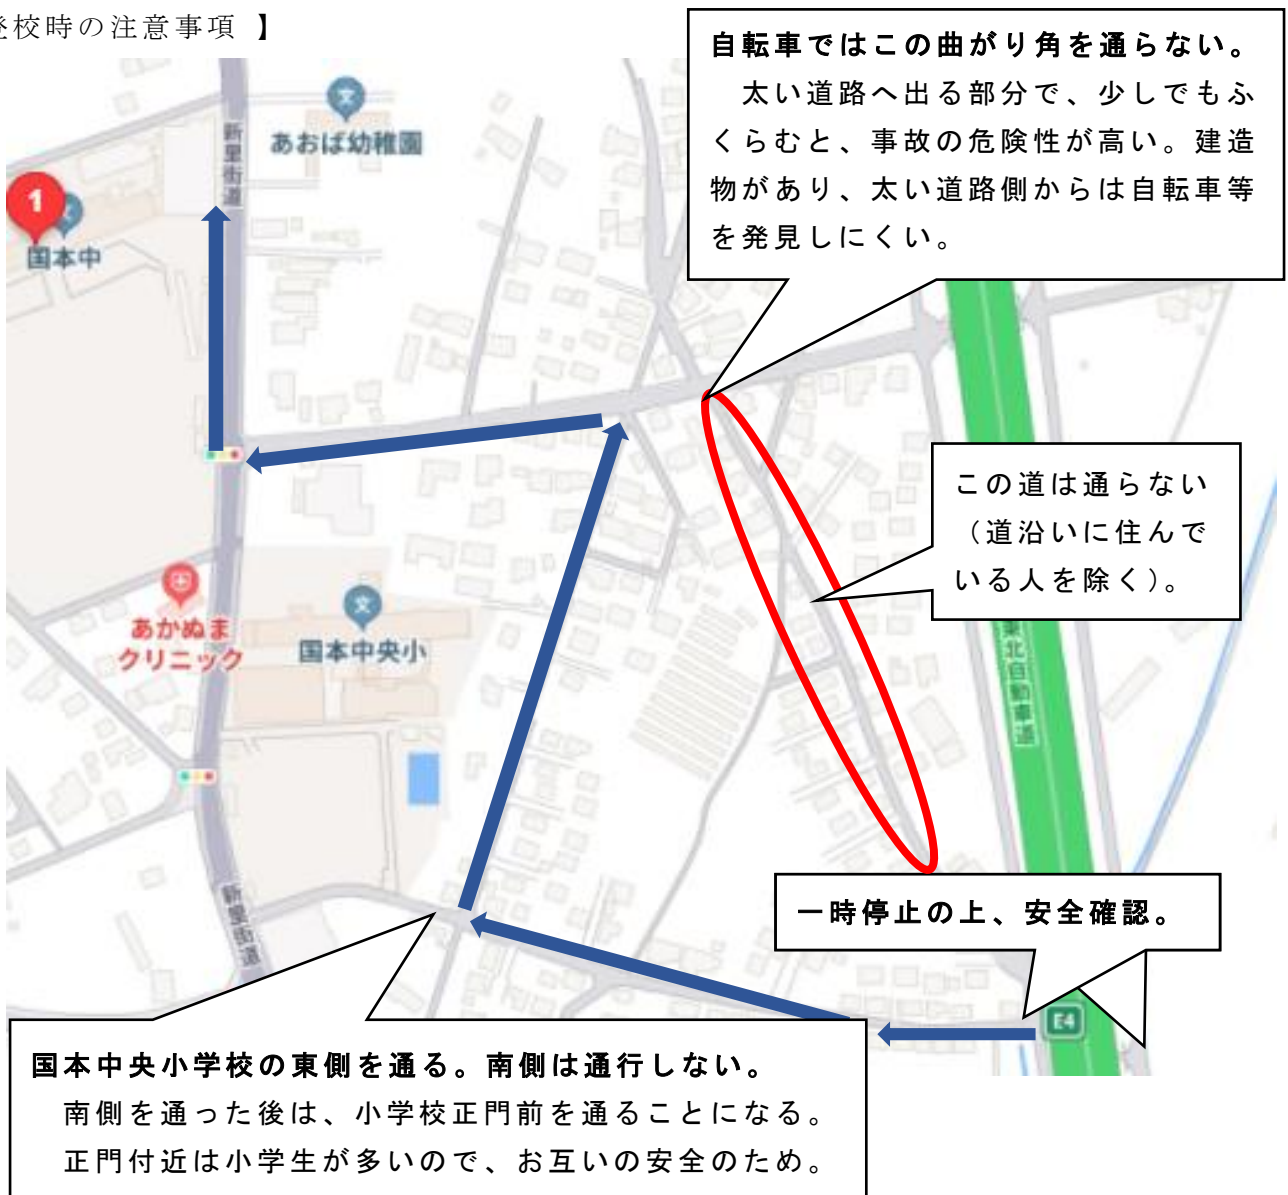 校時の注意事項 】
自転車ではこの曲がり角を通らない。
太い道路へ出る部分で、少しでもふ
くらむと、事故の危険性が高い。建造
物があり、太い道路側からは自転車等
を発見しにくい。
新里街道
あおば幼稚園
1
国本中
この道は通らない
（道沿いに住んで
いる人を除く）。
あかぬま
クリニック
国本中央小
東北自動車道
一時停止の上、安全確認。
新里街道
E4
国本中央小学校の東側を通る。南側は通行しない。
南側を通った後は、小学校正門前を通ることになる。
正門付近は小学生が多いので、お互いの安全のため。